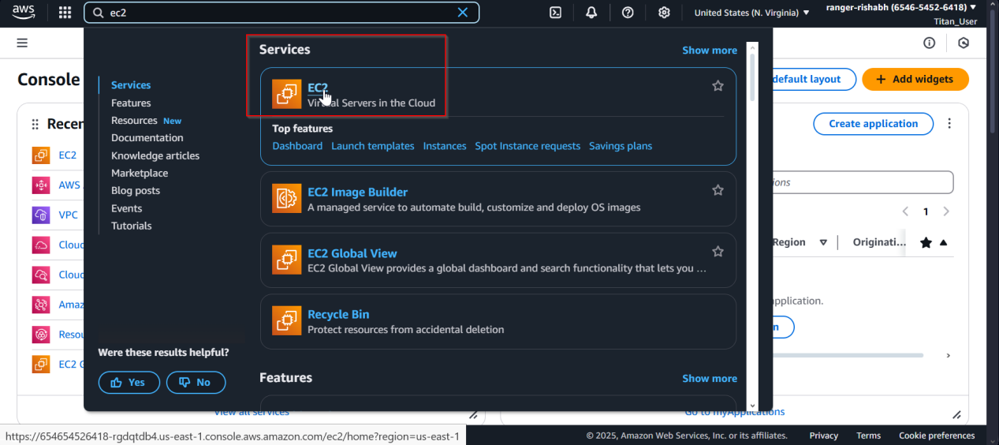 aws
ec2
United States (N. Virginia)
ranger-rishabh (6546-5452-6418)
Titan_User
Console
default layout
Add widgets
Recen
EC2
AWS
VPC
Cloud
Cloud
Amaz
Resou
EC2 G
View all services
Services
Features
Resources New
Documentation
Knowledge articles
Marketplace
Blog posts
Events
Tutorials
Were these results helpful?
Yes
No
Services
Show more
EC2
Virtual Servers in the Cloud
Top features
Dashboard Launch templates Instances Spot Instance requests Savings plans
EC2 Image Builder
A managed service to automate build, customize and deploy OS images
EC2 Global View
EC2 Global View provides a global dashboard and search functionality that lets you ...
Recycle Bin
Protect resources from accidental deletion
Features
Show more
Create application
ions
1
Region
Originati...
application.
n
Go to myApplications
https://654654526418-rgdqtdb4.us-east-1.console.aws.amazon.com/ec2/home?region=us-east-1
© 2025, Amazon Web Services, Inc. or its affiliates.
Privacy
Terms
Cookie preferences